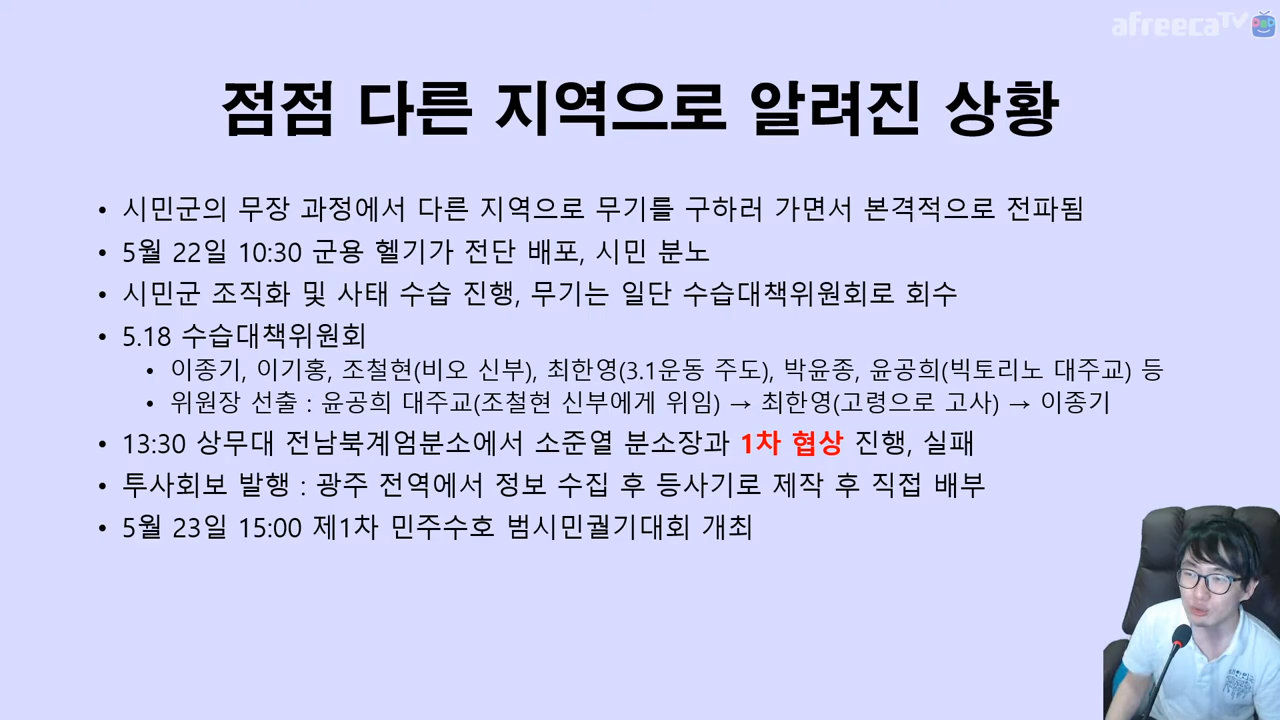 afreecaTV
점점 다른 지역으로 알려진 상황
• 시민군의 무장 과정에서 다른 지역으로 무기를 구하러 가면서 본격적으로 전파됨
• 5월 22일 10:30 군용 헬기가 전단 배포, 시민 분노
• 시민군 조직화 및 사태 수습 진행, 무기는 일단 수습대책위원회로 회수
• 5.18 수습대책위원회
• 이종기, 이기홍, 조철현(비오 신부), 최한영(3.1운동 주도), 박윤종, 윤공희(빅토리노 대주교) 등
• 위원장 선출 : 윤공희 대주교(조철현 신부에게 위임) → 최한영(고령으로 고사) → 이종기
• 13:30 상무대 전남북계엄분소에서 소준열 분소장과 1차 협상 진행, 실패
• 투사회보 발행 : 광주 전역에서 정보 수집 후 등사기로 제작 후 직접 배부
• 5월 23일 15:00 제1차 민주수호 범시민궐기대회 개최